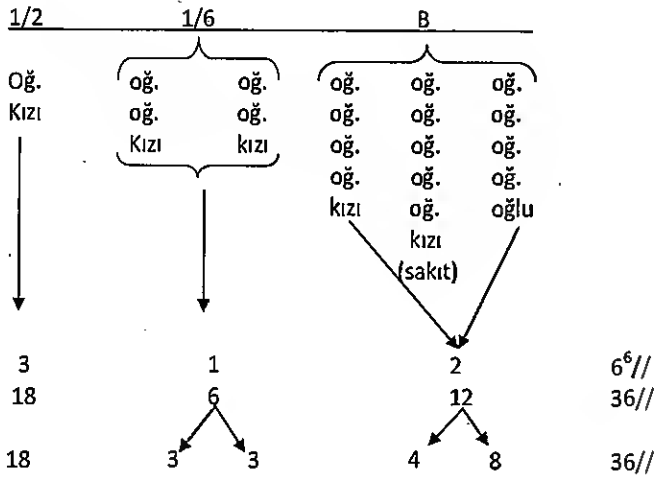 1/2 1/6 B
Oğ. oğ. oğ. oğ. oğ. oğ.
Kızı oğ. oğ. oğ. oğ. oğ.
Kızı kızı oğ. oğ. oğ.
oğ. oğ. oğ.
kızı oğ. oğlu
kızı
(sakıt)
3 1 2 6⁶//
18 6 12 36//
18 3 3 4 8 36//